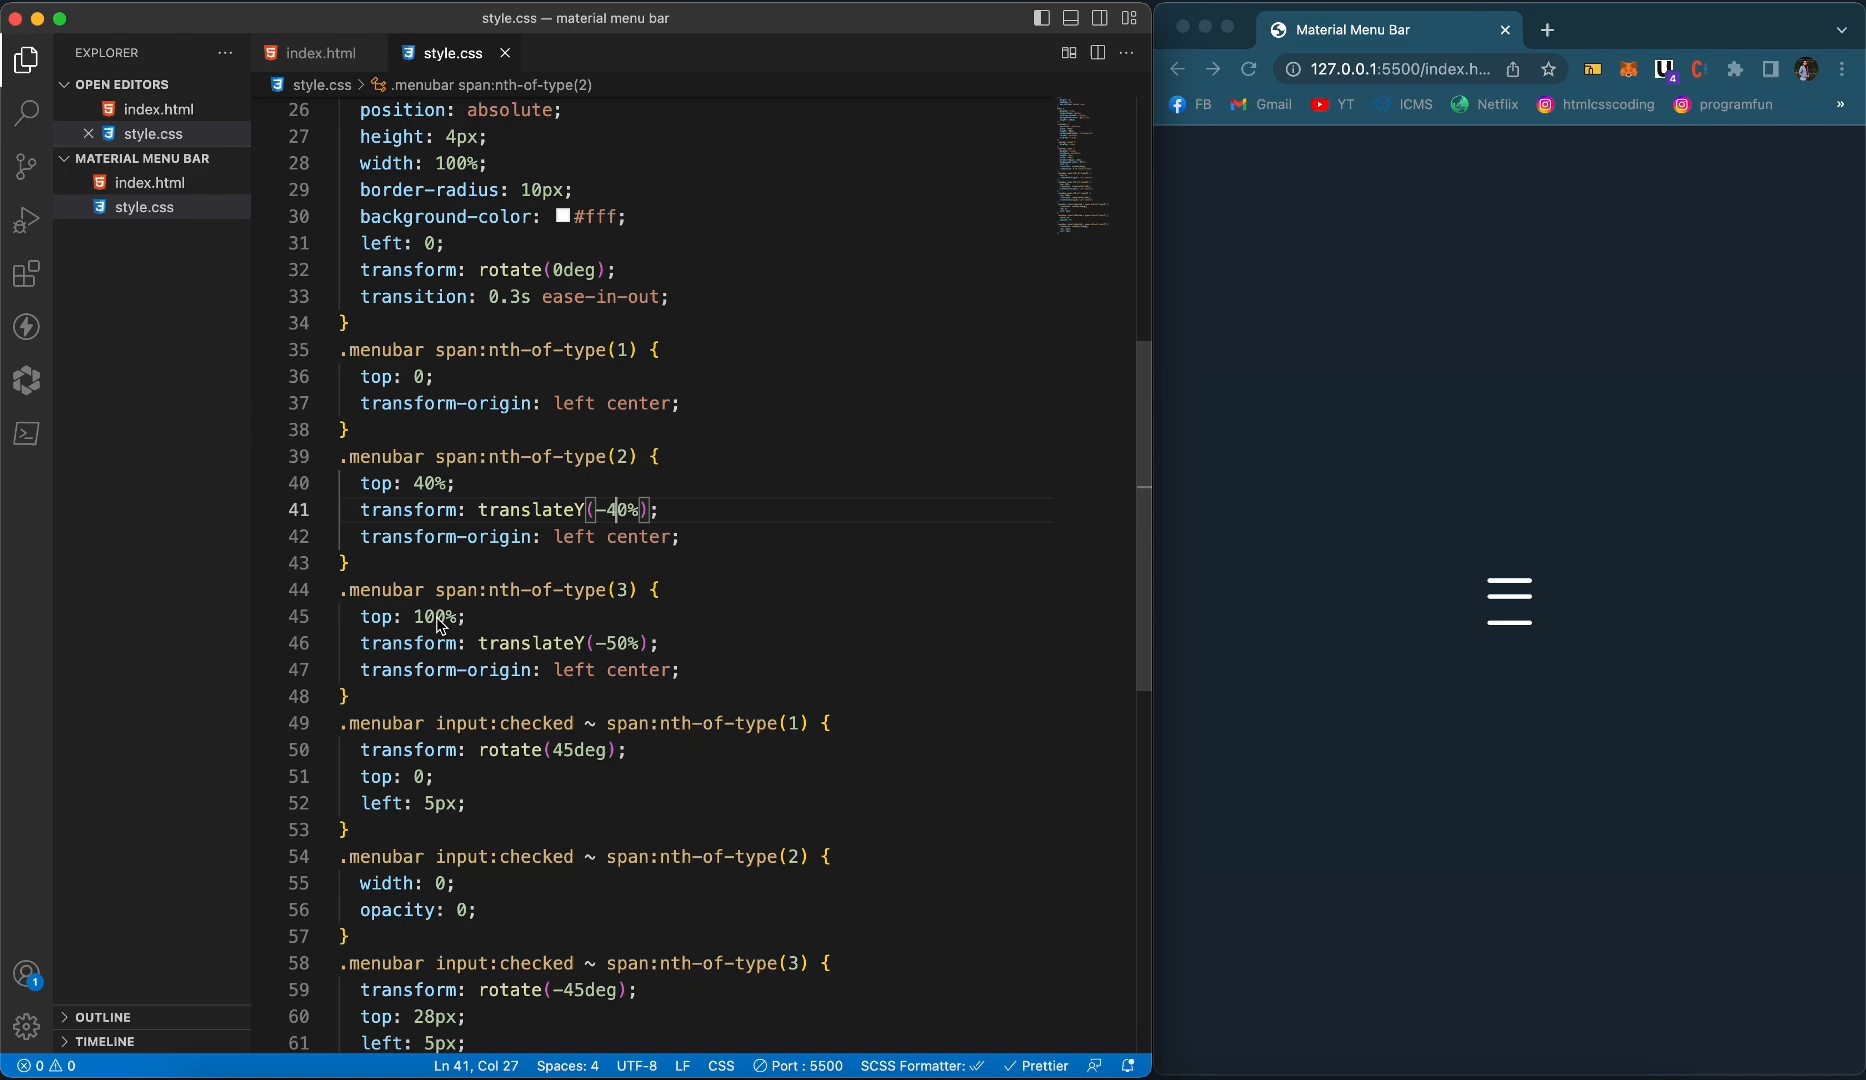 style.css — material menu bar
EXPLORER
OPEN EDITORS
index.html
style.css
MATERIAL MENU BAR
index.html
style.css
OUTLINE
TIMELINE
index.html
style.css
style.css > .menubar span:nth-of-type(2)
26 position: absolute;
27 height: 4px;
28 width: 100%;
29 border-radius: 10px;
30 background-color: #fff;
31 left: 0;
32 transform: rotate(0deg);
33 transition: 0.3s ease-in-out;
34 }
35 .menubar span:nth-of-type(1) {
36 top: 0;
37 transform-origin: left center;
38 }
39 .menubar span:nth-of-type(2) {
40 top: 40%;
41 transform: translateY(-40%);
42 transform-origin: left center;
43 }
44 .menubar span:nth-of-type(3) {
45 top: 100%;
46 transform: translateY(-50%);
47 transform-origin: left center;
48 }
49 .menubar input:checked ~ span:nth-of-type(1) {
50 transform: rotate(45deg);
51 top: 0;
52 left: 5px;
53 }
54 .menubar input:checked ~ span:nth-of-type(2) {
55 width: 0;
56 opacity: 0;
57 }
58 .menubar input:checked ~ span:nth-of-type(3) {
59 transform: rotate(-45deg);
60 top: 28px;
61 left: 5px;
1
0 0 Ln 41, Col 27 Spaces: 4 UTF-8 LF CSS Port : 5500 SCSS Formatter: Prettier
Material Menu Bar
127.0.0.1:5500/index.h...
4
FB Gmail YT ICMS Netflix htmlcsscoding programfun »